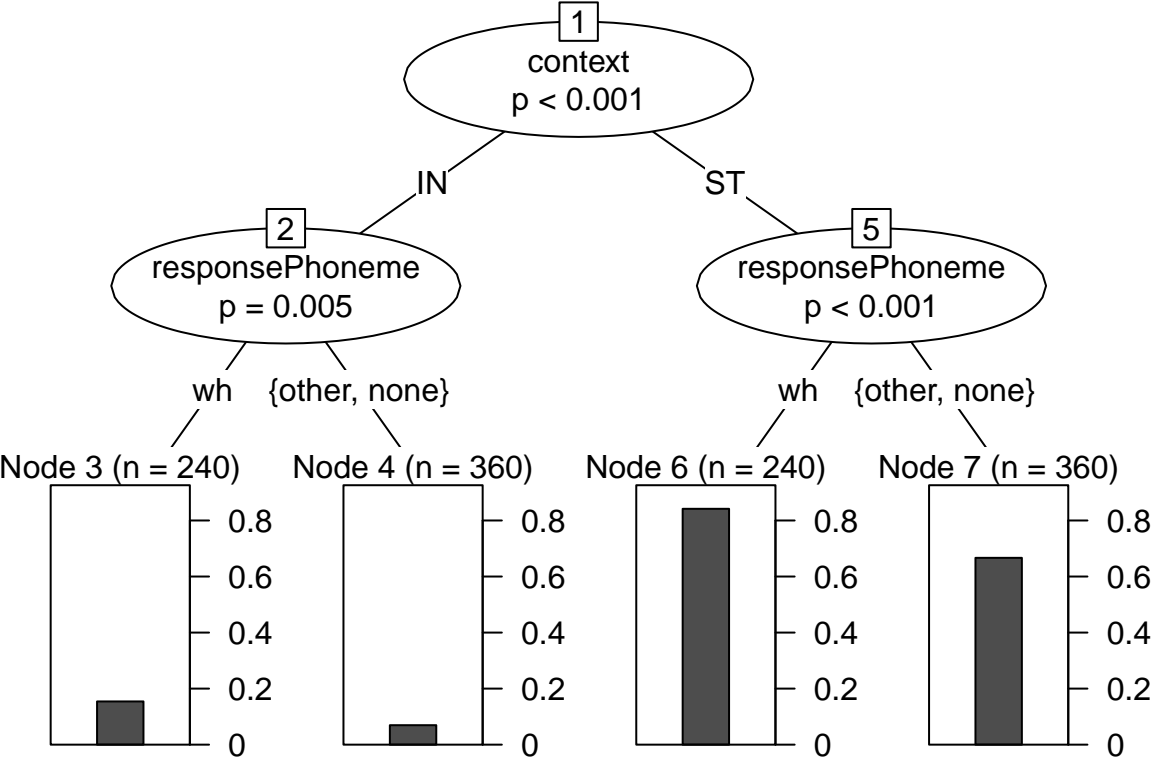 1
context
p < 0.001
IN
ST
2
responsePhoneme
p = 0.005
5
responsePhoneme
p < 0.001
wh
{other, none}
wh
{other, none}
Node 3 (n = 240)
0.8
0.6
0.4
0.2
0
Node 4 (n = 360)
0.8
0.6
0.4
0.2
0
Node 6 (n = 240)
0.8
0.6
0.4
0.2
0
Node 7 (n = 360)
0.8
0.6
0.4
0.2
0